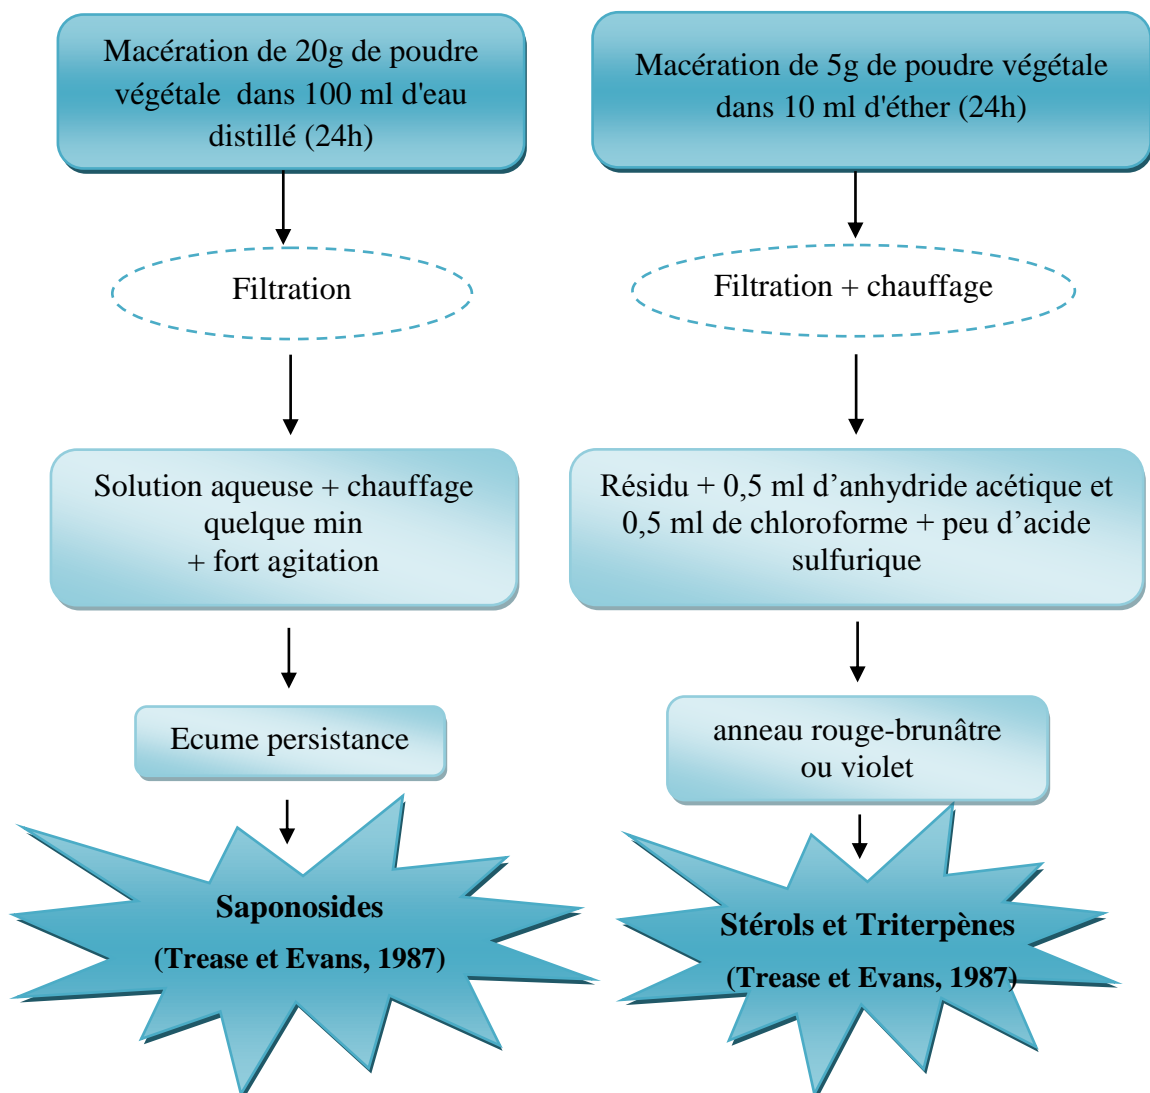 Macération de 20g de poudre
végétale dans 100 ml d'eau
distillé (24h)
Filtration
Solution aqueuse + chauffage
quelque min
+ fort agitation
Ecume persistance
Saponosides
(Trease et Evans, 1987)
Macération de 5g de poudre végétale
dans 10 ml d'éther (24h)
Filtration + chauffage
Résidu + 0,5 ml d’anhydride acétique et
0,5 ml de chloroforme + peu d’acide
sulfurique
anneau rouge-brunâtre
ou violet
Stérols et Triterpènes
(Trease et Evans, 1987)